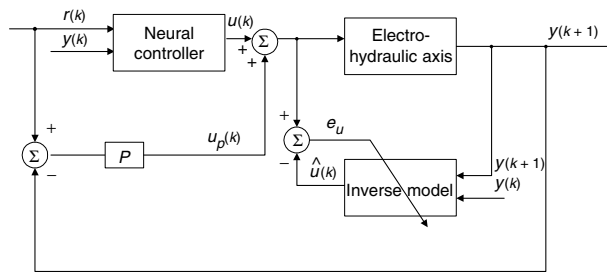 r(k)
y(k)
Neural
controller
u(k)
+
+
Σ
Electro-
hydraulic axis
y(k+1)
+
Σ
−
P
u_p(k)
+
Σ
−
e_u
û(k)
Inverse model
y(k+1)
y(k)